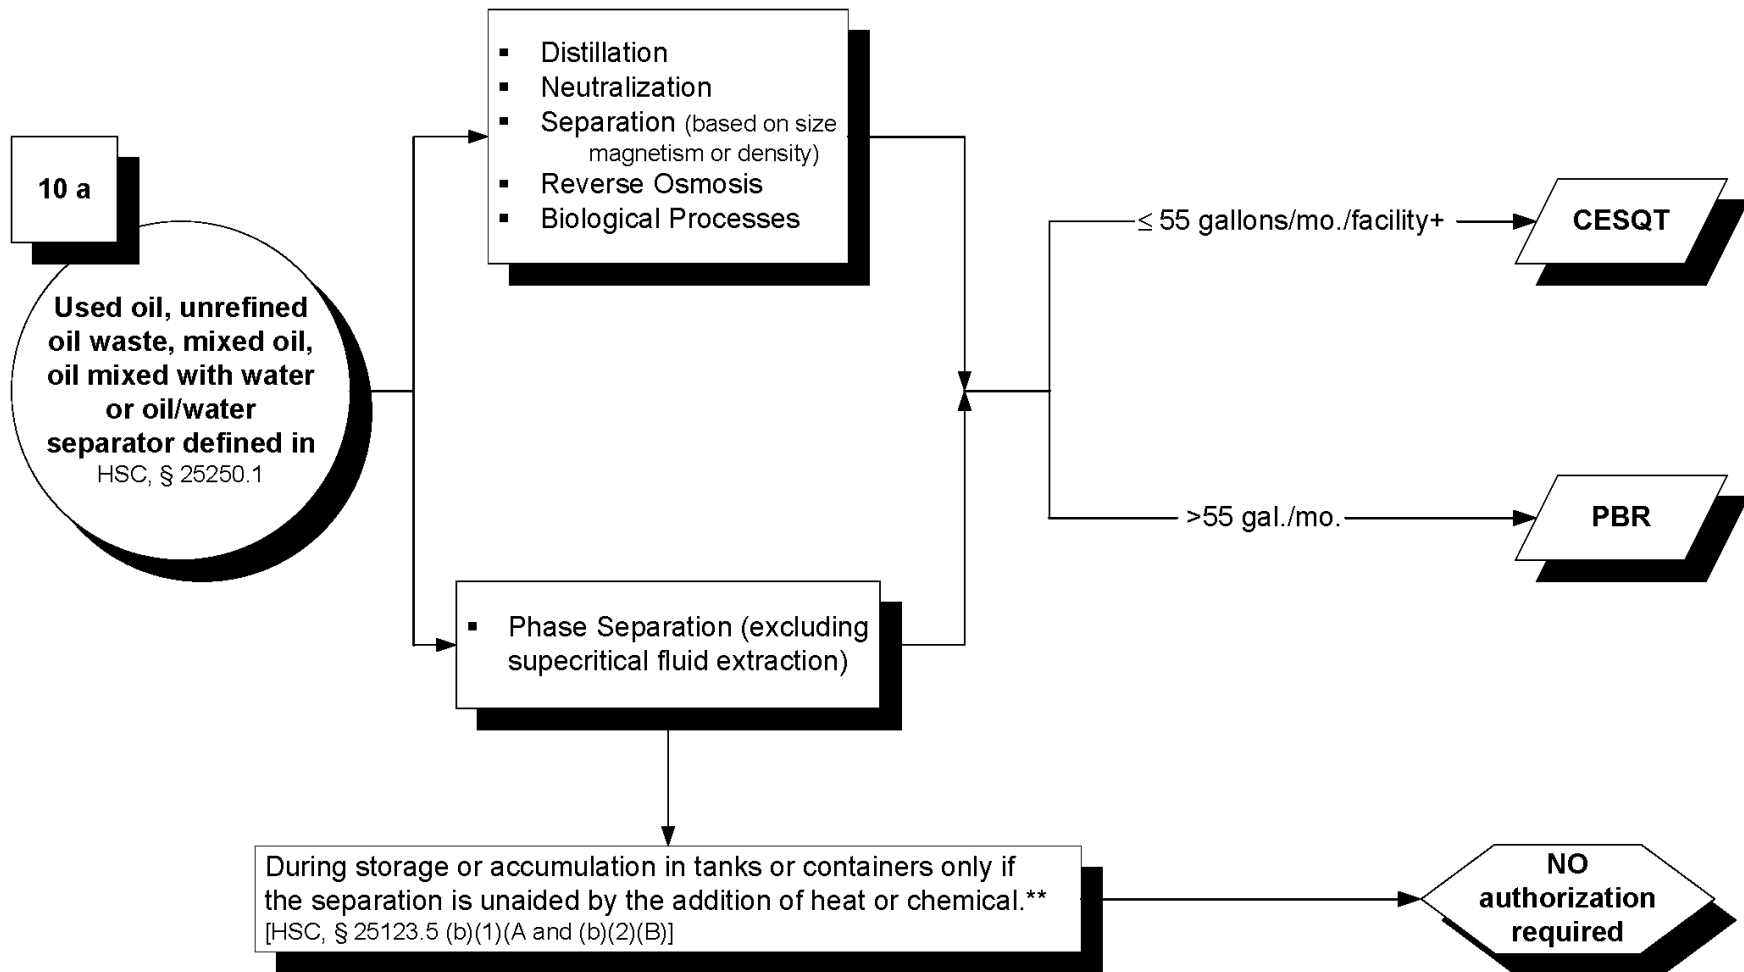 10 a
Used oil, unrefined
oil waste, mixed oil,
oil mixed with water
or oil/water
separator defined in
HSC, § 25250.1
▪ Distillation
▪ Neutralization
▪ Separation (based on size
magnetism or density)
▪ Reverse Osmosis
▪ Biological Processes
≤ 55 gallons/mo./facility+
CESQT
>55 gal./mo.
PBR
▪ Phase Separation (excluding
supecritical fluid extraction)
During storage or accumulation in tanks or containers only if
the separation is unaided by the addition of heat or chemical.**
[HSC, § 25123.5 (b)(1)(A and (b)(2)(B)]
NO
authorization
required